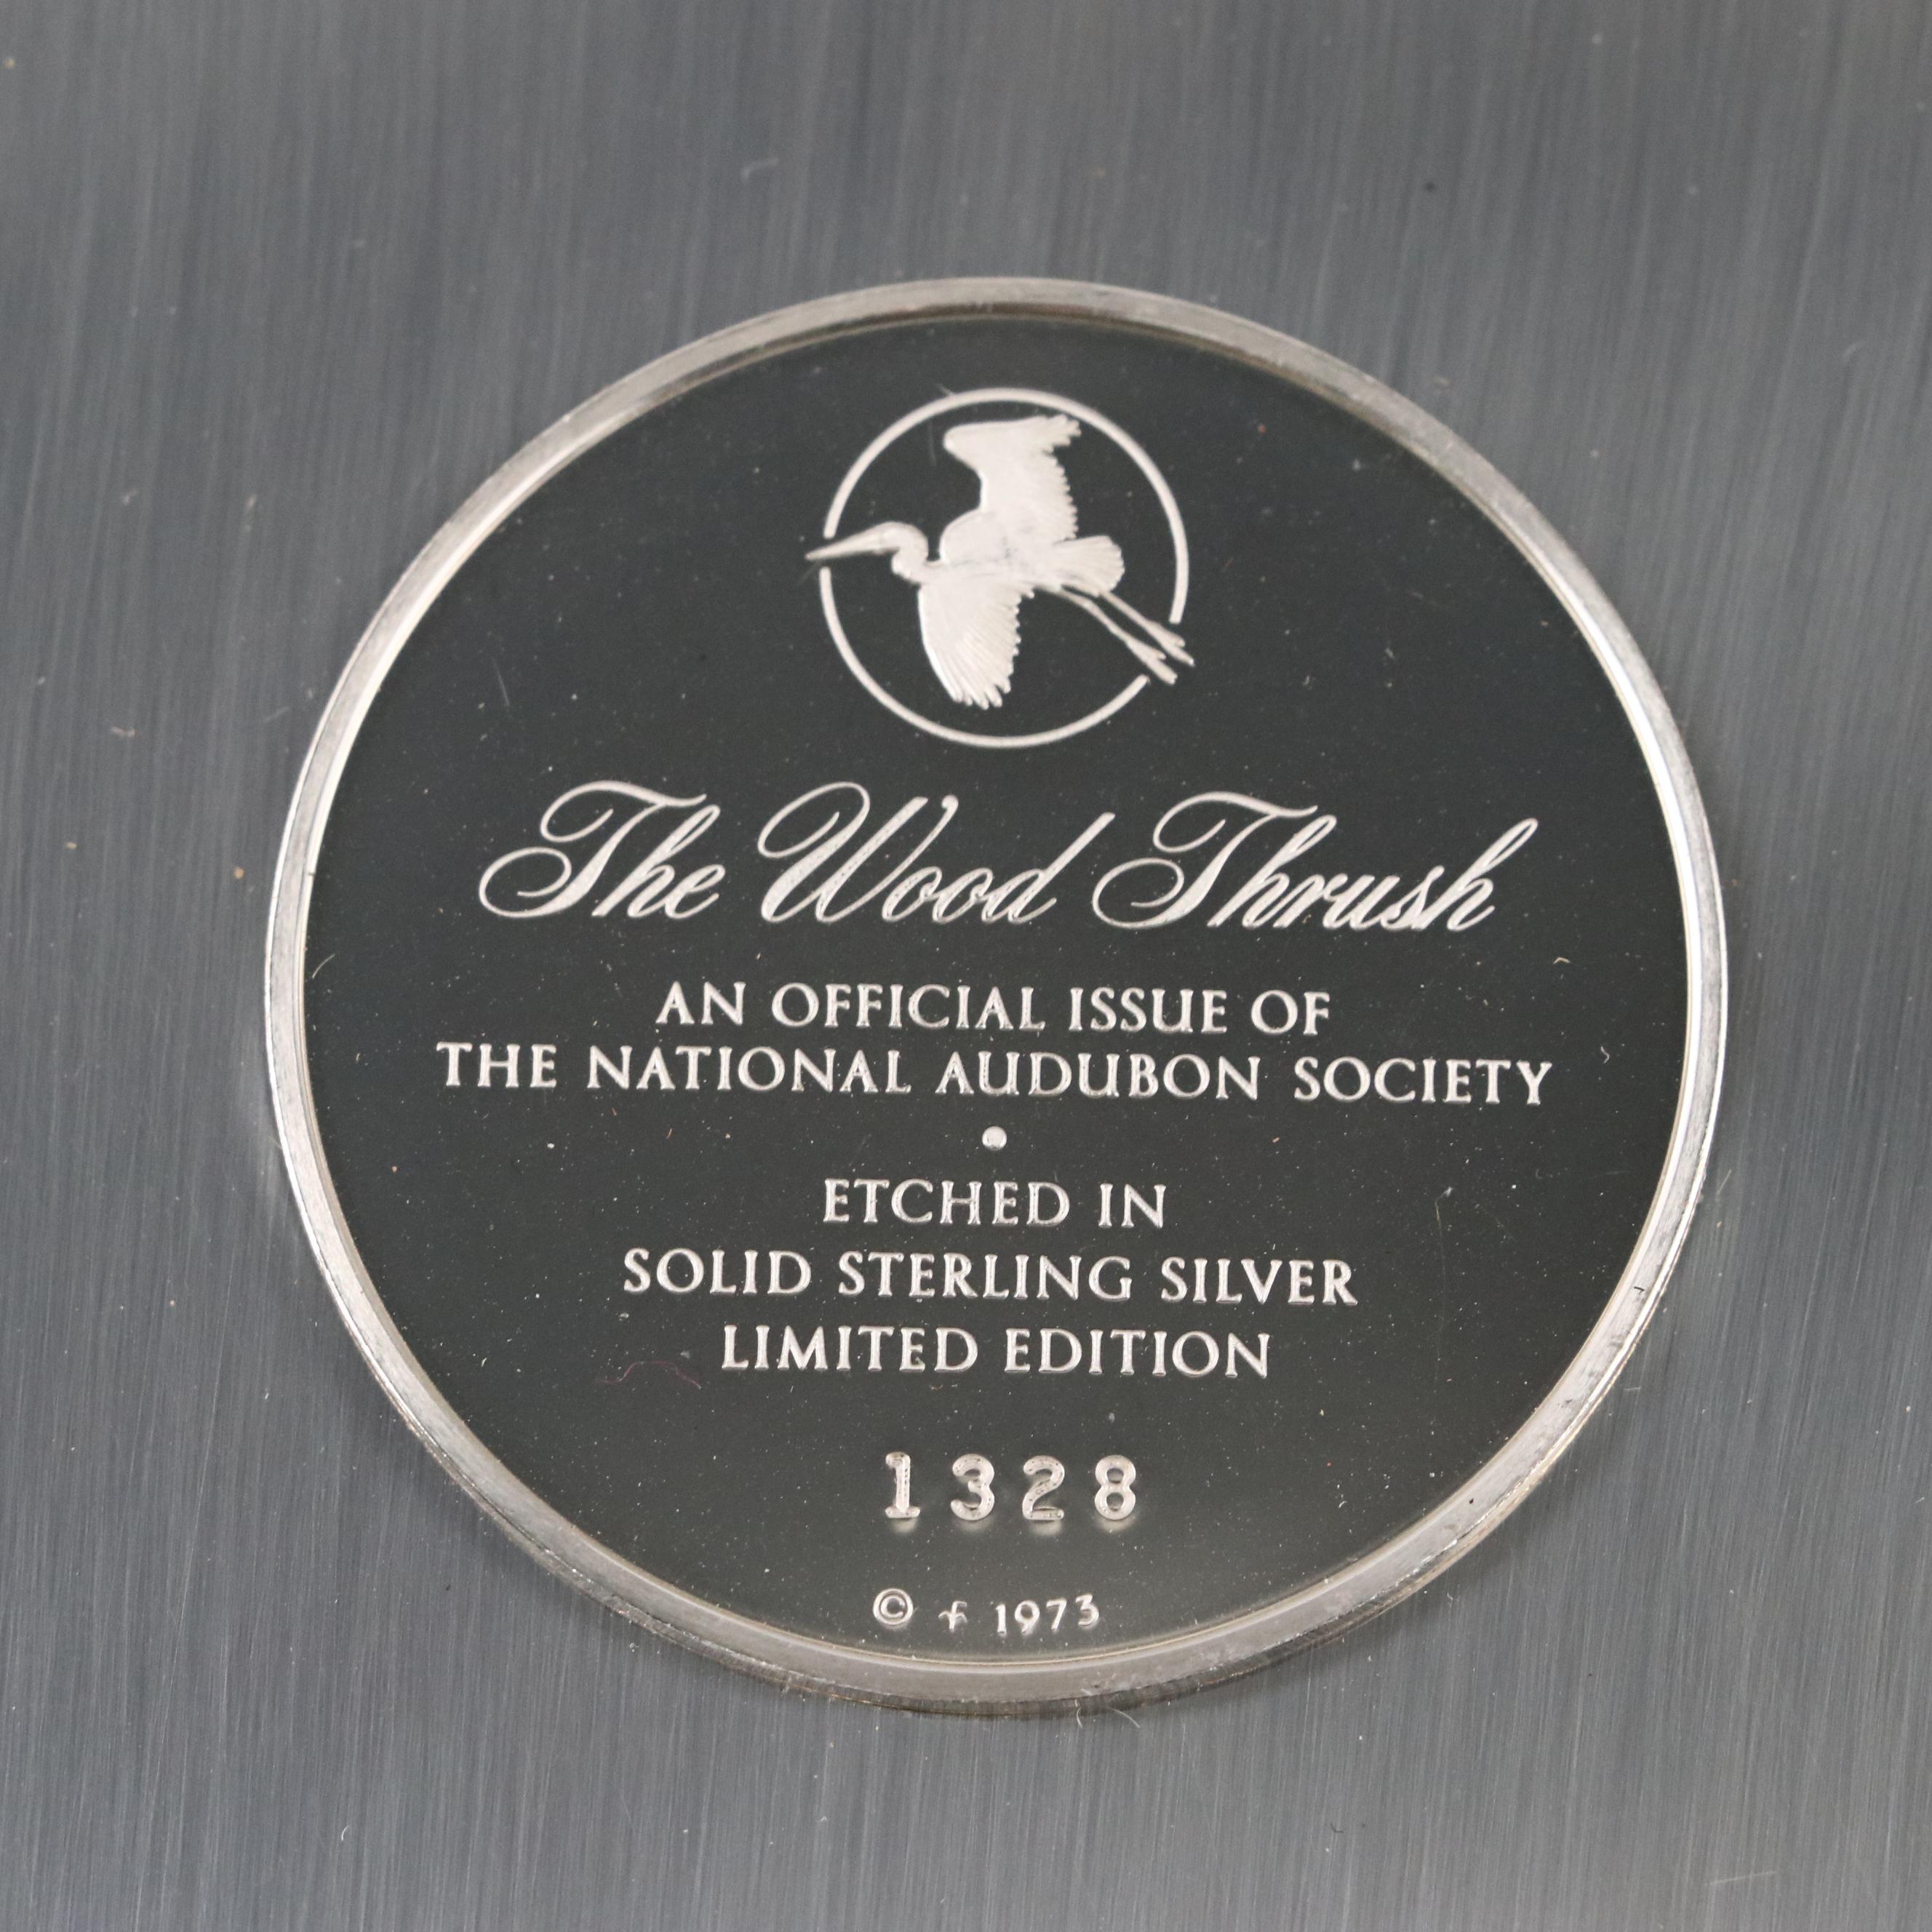 The Wood Thrush
AN OFFICIAL ISSUE OF
THE NATIONAL AUDUBON SOCIETY
•
ETCHED IN
SOLID STERLING SILVER
LIMITED EDITION
1328
© f 1973